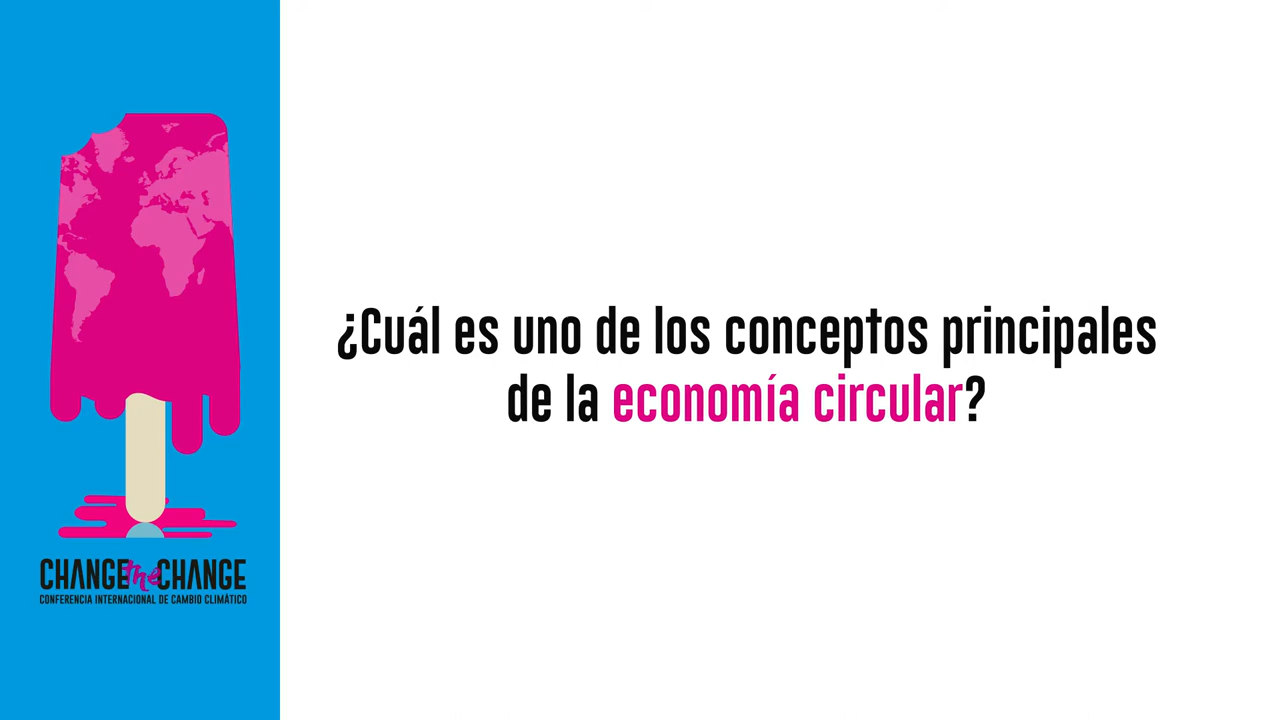 ¿Cuál es uno de los conceptos principales
de la economía circular?
CHANGE the CHANGE
CONFERENCIA INTERNACIONAL DE CAMBIO CLIMÁTICO